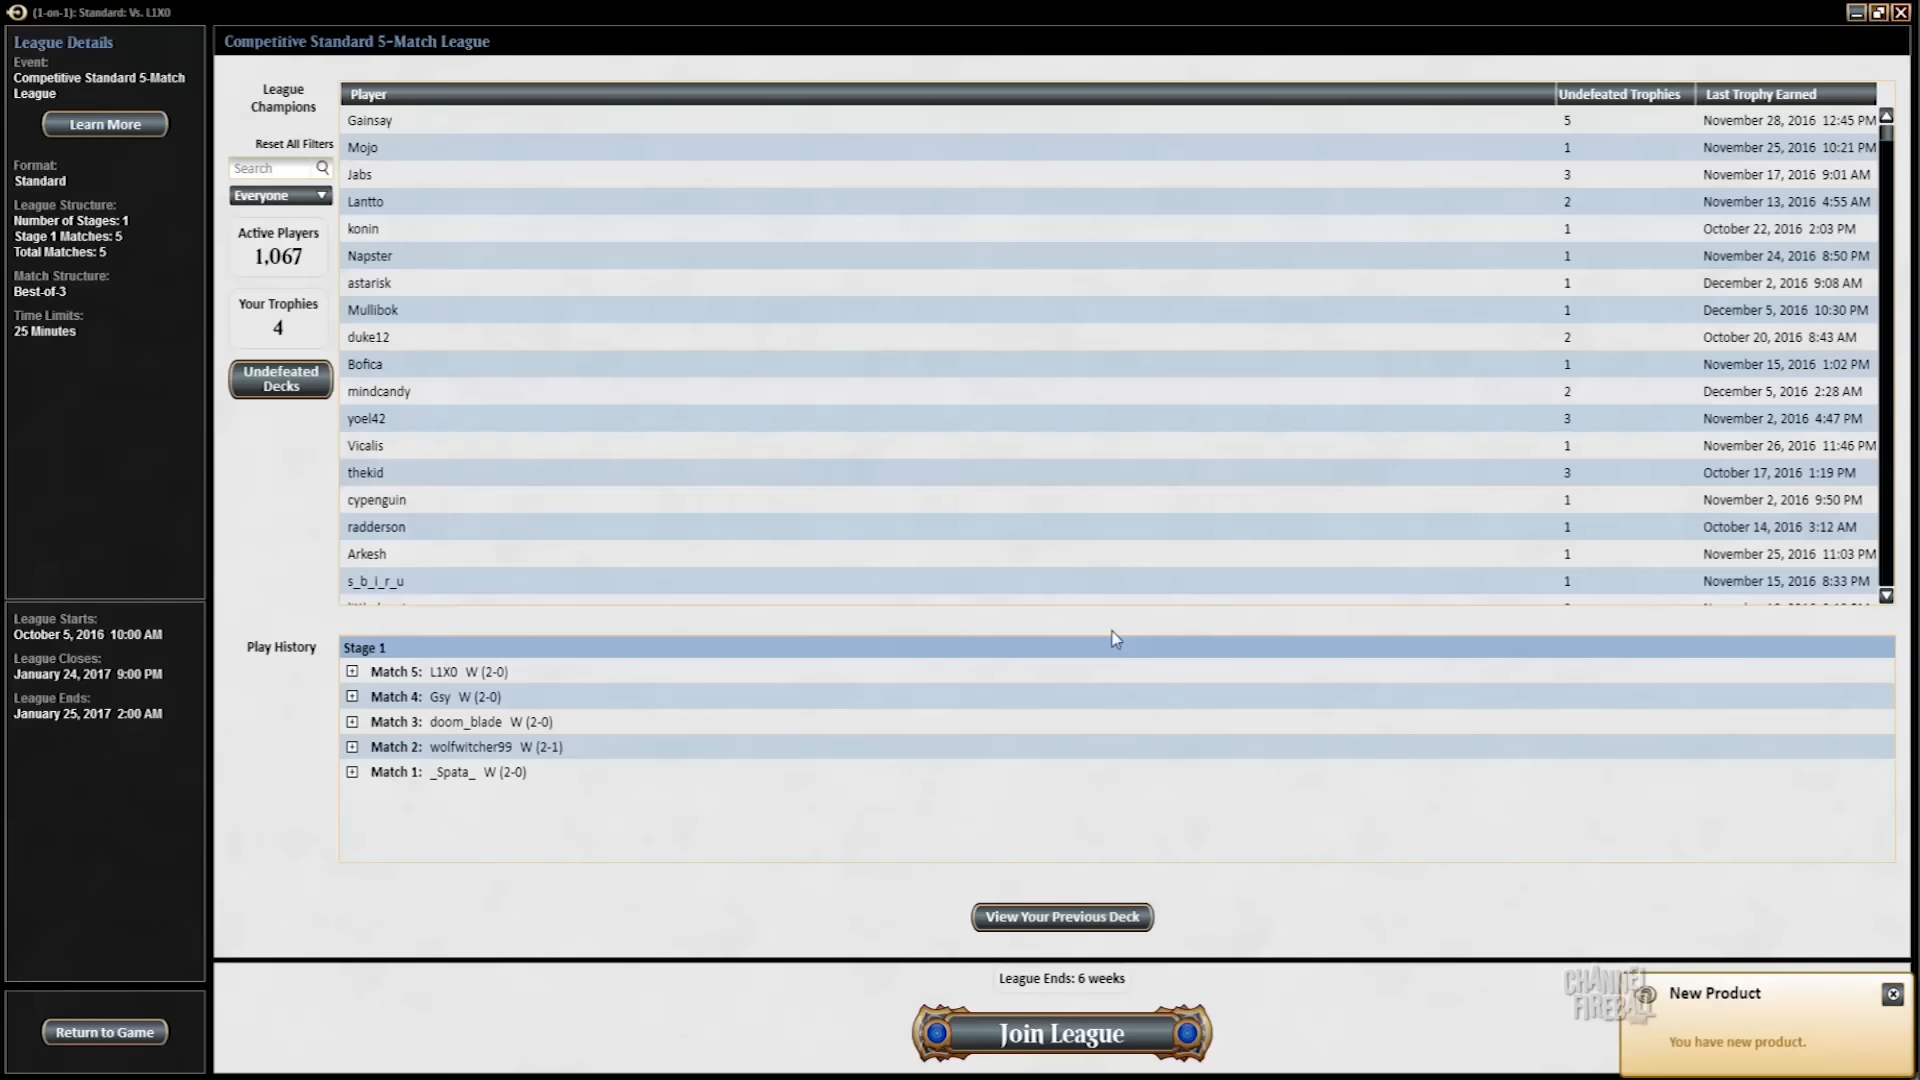 (1-on-1): Standard: Vs. L1X0
League Details
Event:
Competitive Standard 5-Match
League
Learn More
Format:
Standard
League Structure:
Number of Stages: 1
Stage 1 Matches: 5
Total Matches: 5
Match Structure:
Best-of-3
Time Limits:
25 Minutes
League Starts:
October 5, 2016 10:00 AM
League Closes:
January 24, 2017 9:00 PM
League Ends:
January 25, 2017 2:00 AM
Return to Game
Competitive Standard 5-Match League
League
Champions
Reset All Filters
Search
Everyone
Active Players
1,067
Your Trophies
4
Undefeated
Decks
Player Undefeated Trophies Last Trophy Earned
Gainsay 5 November 28, 2016 12:45 PM
Mojo 1 November 25, 2016 10:21 PM
Jabs 3 November 17, 2016 9:01 AM
Lantto 2 November 13, 2016 4:55 AM
konin 1 October 22, 2016 2:03 PM
Napster 1 November 24, 2016 8:50 PM
astarisk 1 December 2, 2016 9:08 AM
Mullibok 1 December 5, 2016 10:30 PM
duke12 2 October 20, 2016 8:43 AM
Bofica 1 November 15, 2016 1:02 PM
mindcandy 2 December 5, 2016 2:28 AM
yoel42 3 November 2, 2016 4:47 PM
Vicalis 1 November 26, 2016 11:46 PM
thekid 3 October 17, 2016 1:19 PM
cypenguin 1 November 2, 2016 9:50 PM
radderson 1 October 14, 2016 3:12 AM
Arkesh 1 November 25, 2016 11:03 PM
s_b_i_r_u 1 November 15, 2016 8:33 PM
Play History
Stage 1
Match 5: L1X0 W (2-0)
Match 4: Gsy W (2-0)
Match 3: doom_blade W (2-0)
Match 2: wolfwitcher99 W (2-1)
Match 1: _Spata_ W (2-0)
View Your Previous Deck
League Ends: 6 weeks
Join League
CHANNEL
FIREBALL
New Product
You have new product.